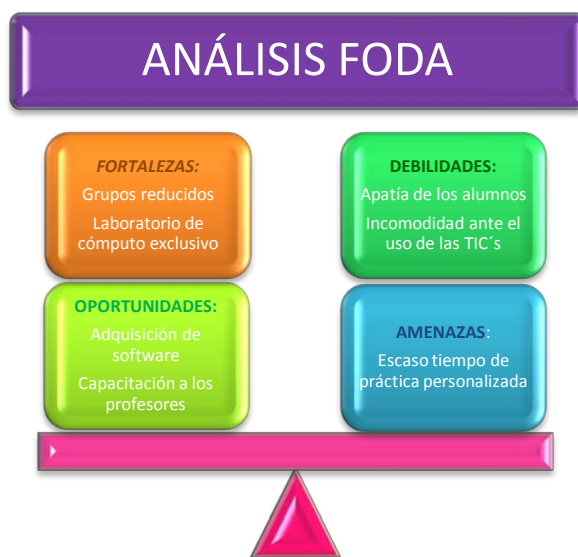 ANÁLISIS FODA
FORTALEZAS:
Grupos reducidos
Laboratorio de
cómputo exclusivo
DEBILIDADES:
Apatía de los alumnos
Incomodidad ante el
uso de las TIC´s
OPORTUNIDADES:
Adquisición de
software
Capacitación a los
profesores
AMENAZAS:
Escaso tiempo de
práctica personalizada